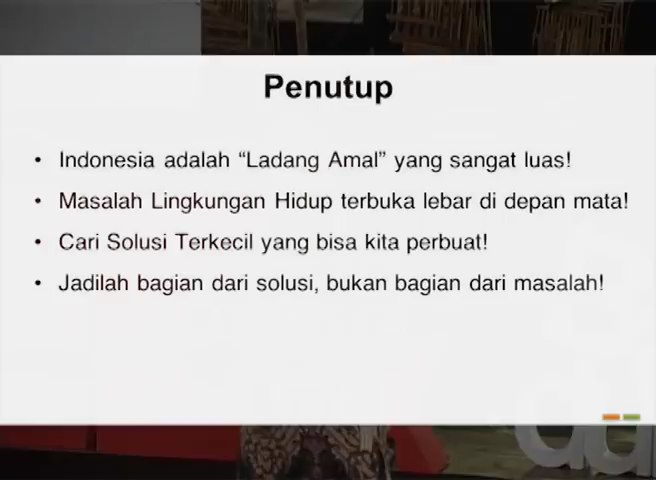 Penutup
• Indonesia adalah “Ladang Amal” yang sangat luas!
• Masalah Lingkungan Hidup terbuka lebar di depan mata!
• Cari Solusi Terkecil yang bisa kita perbuat!
• Jadilah bagian dari solusi, bukan bagian dari masalah!